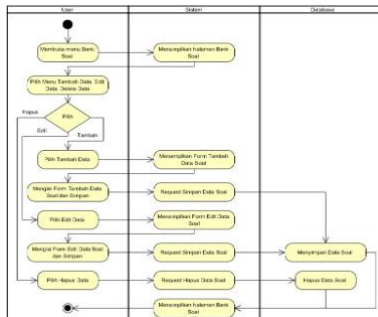 User
Sistem
Database
Membuka menu Bank
Soal
Menampilkan halaman Bank
Soal
Pilih Menu Tambah Data, Edit
Data, Delete Data
Pilih
Hapus
Edit
Tambah
Pilih Tambah Data
Menampilkan Form Tambah
Data Soal
Mengisi Form Tambah Data
Soal dan Simpan
Request Simpan Data Soal
Pilih Edit Data
Menampilkan Form Edit Data
Soal
Mengisi Form Edit Data Soal
dan Simpan
Request Simpan Data Soal
Menyimpan Data Soal
Pilih Hapus Data
Request Hapus Data Soal
Hapus Data Soal
Menampilkan halaman Bank
Soal